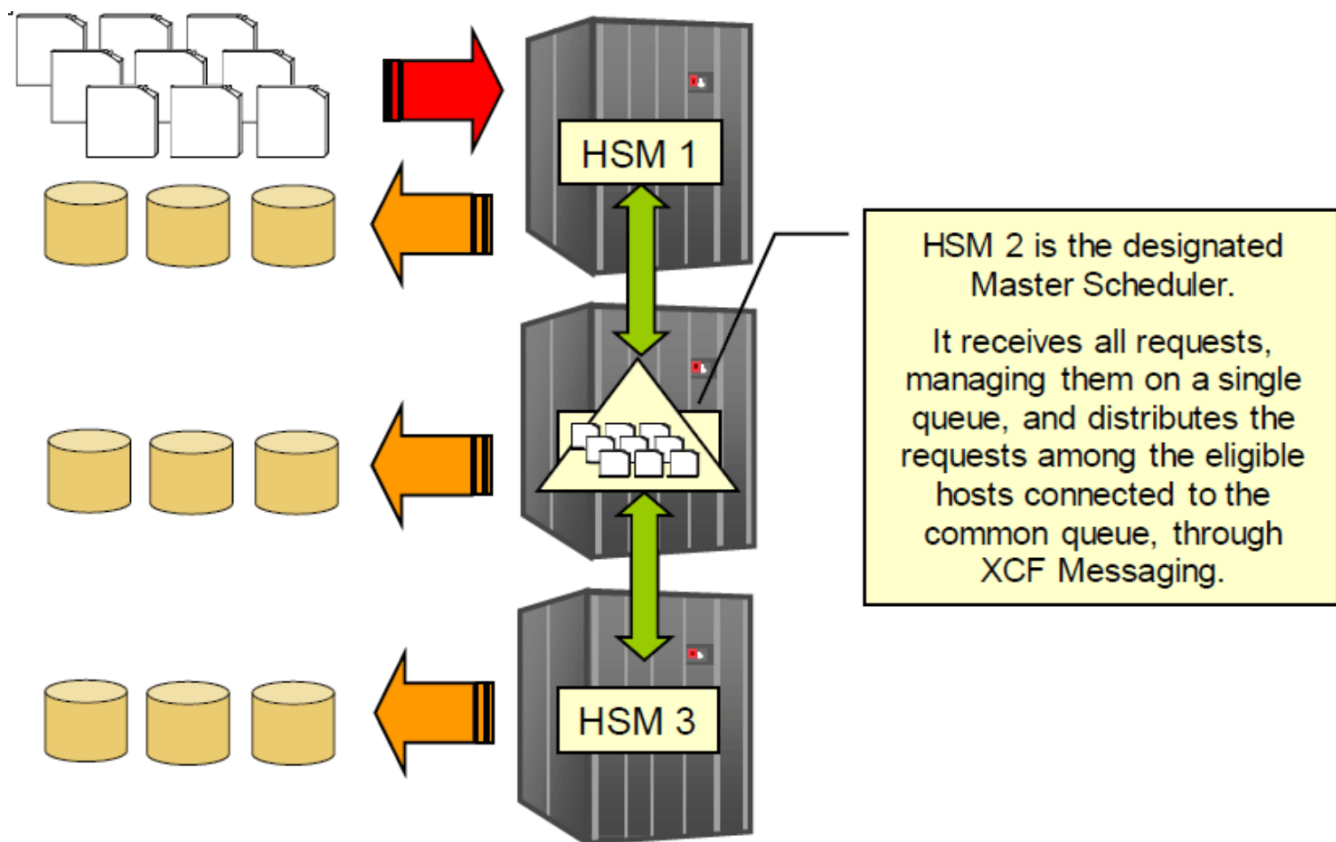 HSM 1
HSM 2 is the designated
Master Scheduler.
It receives all requests,
managing them on a single
queue, and distributes the
requests among the eligible
hosts connected to the
common queue, through
XCF Messaging.
HSM 3